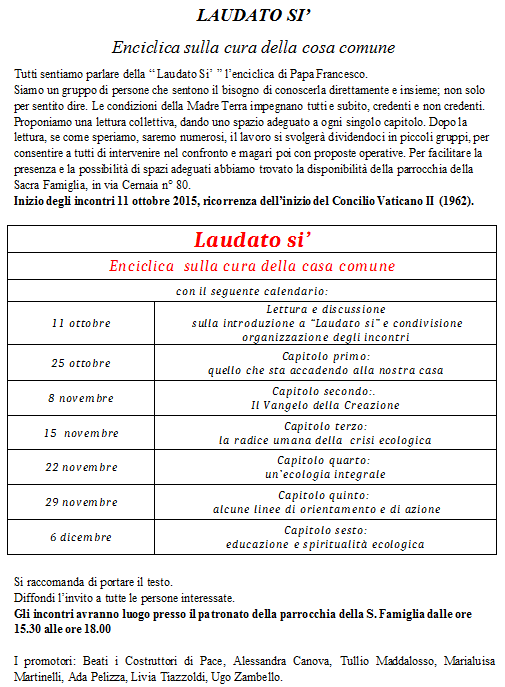 LAUDATO SI’
Enciclica sulla cura della cosa comune
Tutti sentiamo parlare della “ Laudato Si’ ” l’enciclica di Papa Francesco.
Siamo un gruppo di persone che sentono il bisogno di conoscerla direttamente e insieme; non solo
per sentito dire. Le condizioni della Madre Terra impegnano tutti e subito, credenti e non credenti.
Proponiamo una lettura collettiva, dando uno spazio adeguato a ogni singolo capitolo. Dopo la
lettura, se come speriamo, saremo numerosi, il lavoro si svolgerà dividendoci in piccoli gruppi, per
consentire a tutti di intervenire nel confronto e magari poi con proposte operative. Per facilitare la
presenza e la possibilità di spazi adeguati abbiamo trovato la disponibilità della parrocchia della
Sacra Famiglia, in via Cernaia n° 80.
Inizio degli incontri 11 ottobre 2015, ricorrenza dell’inizio del Concilio Vaticano II (1962).
Laudato si’
Enciclica sulla cura della casa comune
con il seguente calendario:
11 ottobre
Lettura e discussione
sulla introduzione a “Laudato si” e condivisione
organizzazione degli incontri
25 ottobre
Capitolo primo:
quello che sta accadendo alla nostra casa
8 novembre
Capitolo secondo:.
Il Vangelo della Creazione
15 novembre
Capitolo terzo:
la radice umana della crisi ecologica
22 novembre
Capitolo quarto:
un’ecologia integrale
29 novembre
Capitolo quinto:
alcune linee di orientamento e di azione
6 dicembre
Capitolo sesto:
educazione e spiritualità ecologica
Si raccomanda di portare il testo.
Diffondi l’invito a tutte le persone interessate.
Gli incontri avranno luogo presso il patronato della parrocchia della S. Famiglia dalle ore
15.30 alle ore 18.00
I promotori: Beati i Costruttori di Pace, Alessandra Canova, Tullio Maddalosso, Marialuisa
Martinelli, Ada Pelizza, Livia Tiazzoldi, Ugo Zambello.